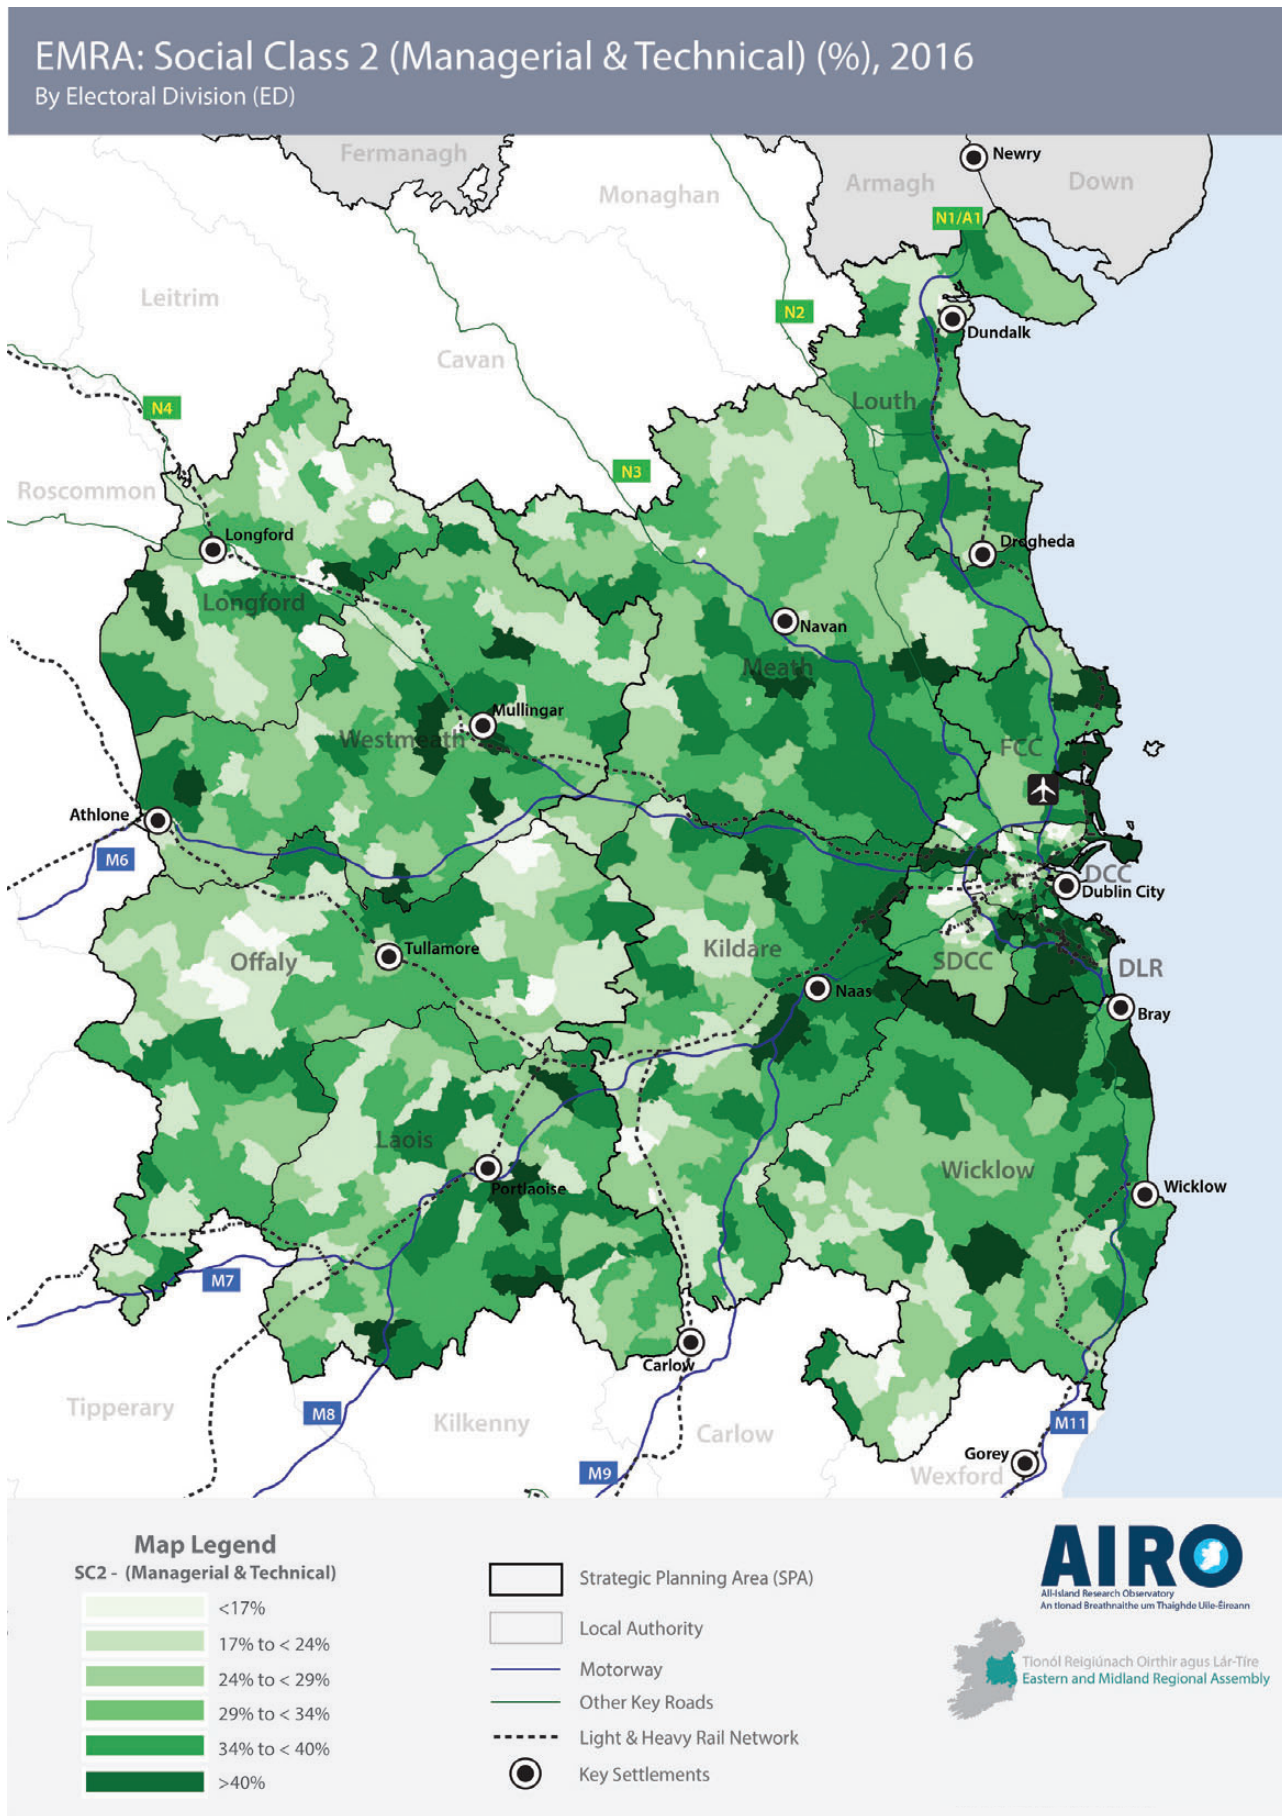 EMRA: Social Class 2 (Managerial & Technical) (%), 2016
By Electoral Division (ED)
Fermanagh
Newry
Armagh
Down
Monaghan
N1/A1
Leitrim
N2
Dundalk
Cavan
N4
Louth
N3
Roscommon
Longford
Drogheda
Longford
Navan
Meath
Mullingar
Westmeath
FCC
Athlone
M6
DCC
Dublin City
Tullamore
Kildare
Offaly
SDCC
DLR
Naas
Bray
Laois
Wicklow
Portlaoise
Wicklow
M7
Carlow
Tipperary
M8
Kilkenny
Carlow
M11
Gorey
M9
Wexford
Map Legend
SC2 - (Managerial & Technical)
<17%
17% to < 24%
24% to < 29%
29% to < 34%
34% to < 40%
>40%
Strategic Planning Area (SPA)
Local Authority
Motorway
Other Key Roads
Light & Heavy Rail Network
Key Settlements
AIRO
All-Island Research Observatory
An tIonad Breathnaithe um Thaighde Uile-Éireann
Tionól Reigiúnach Oirthir agus Lár-Tíre
Eastern and Midland Regional Assembly